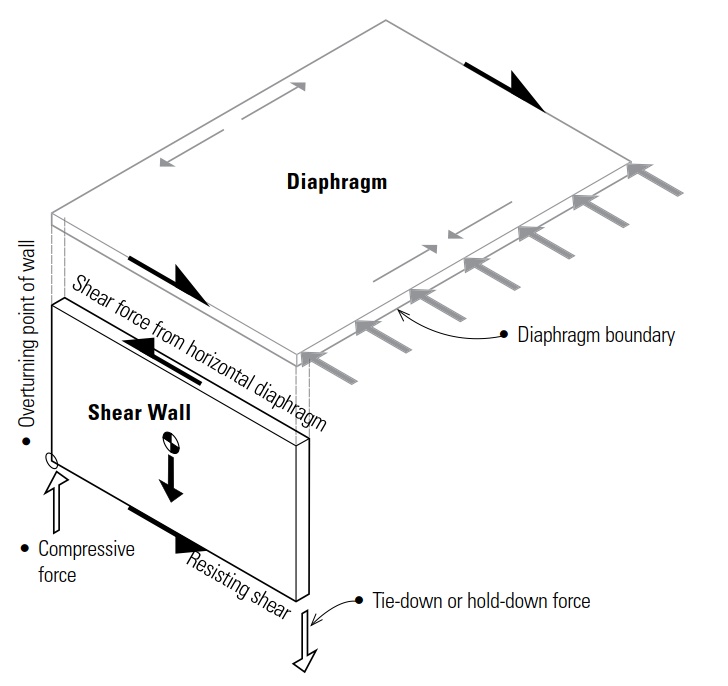 Diaphragm
Overturning point of wall
Shear force from horizontal diaphragm
Diaphragm boundary
Shear Wall
Compressive
force
Resisting shear
Tie-down or hold-down force